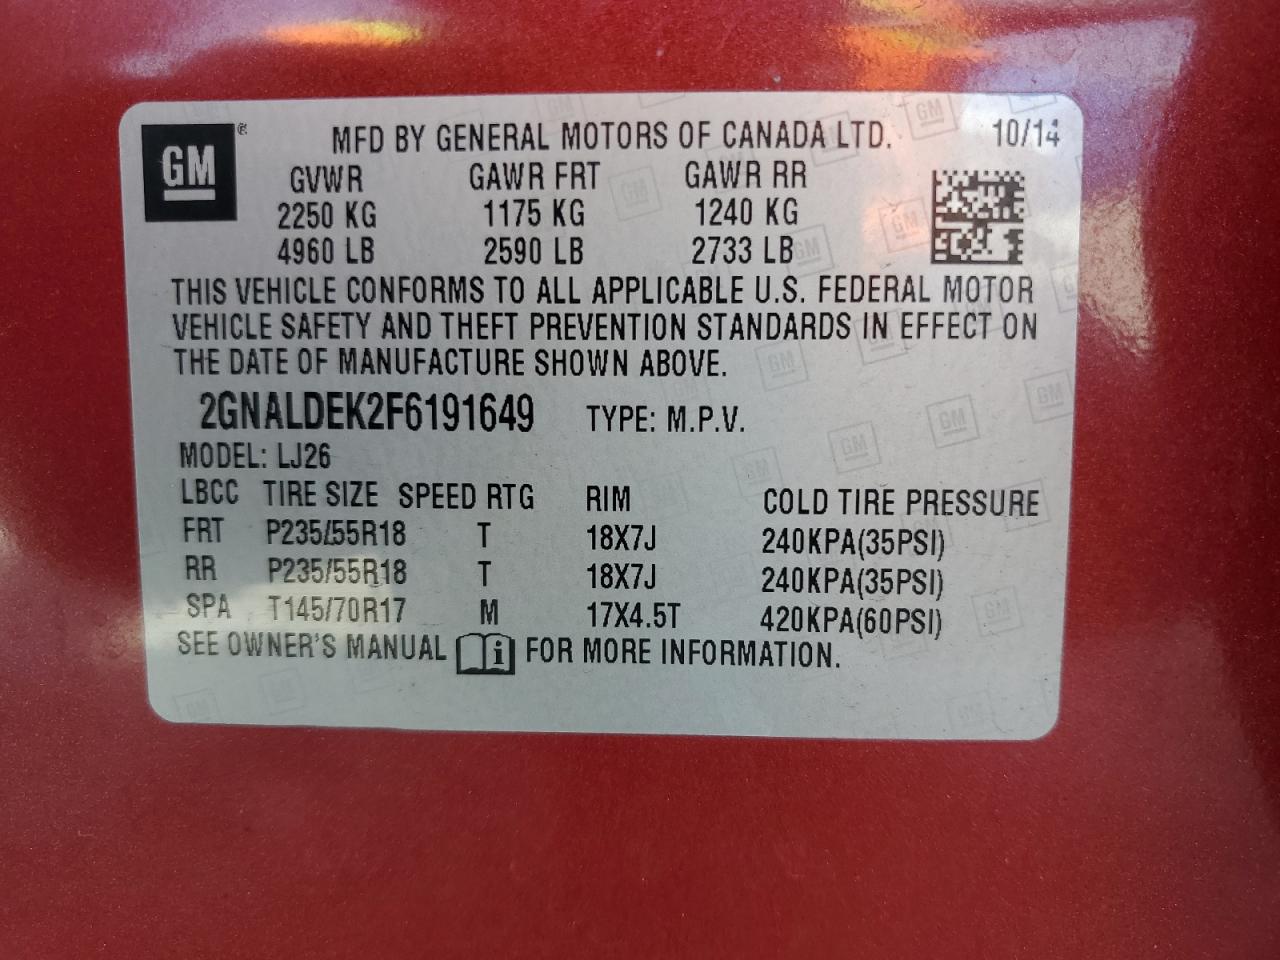 GM ®
MFD BY GENERAL MOTORS OF CANADA LTD. 10/14
GVWR GAWR FRT GAWR RR
2250 KG 1175 KG 1240 KG
4960 LB 2590 LB 2733 LB
THIS VEHICLE CONFORMS TO ALL APPLICABLE U.S. FEDERAL MOTOR
VEHICLE SAFETY AND THEFT PREVENTION STANDARDS IN EFFECT ON
THE DATE OF MANUFACTURE SHOWN ABOVE.
2GNALDEK2F6191649 TYPE: M.P.V.
MODEL: LJ26
LBCC TIRE SIZE SPEED RTG RIM COLD TIRE PRESSURE
FRT P235/55R18 T 18X7J 240KPA(35PSI)
RR P235/55R18 T 18X7J 240KPA(35PSI)
SPA T145/70R17 M 17X4.5T 420KPA(60PSI)
SEE OWNER'S MANUAL i FOR MORE INFORMATION.